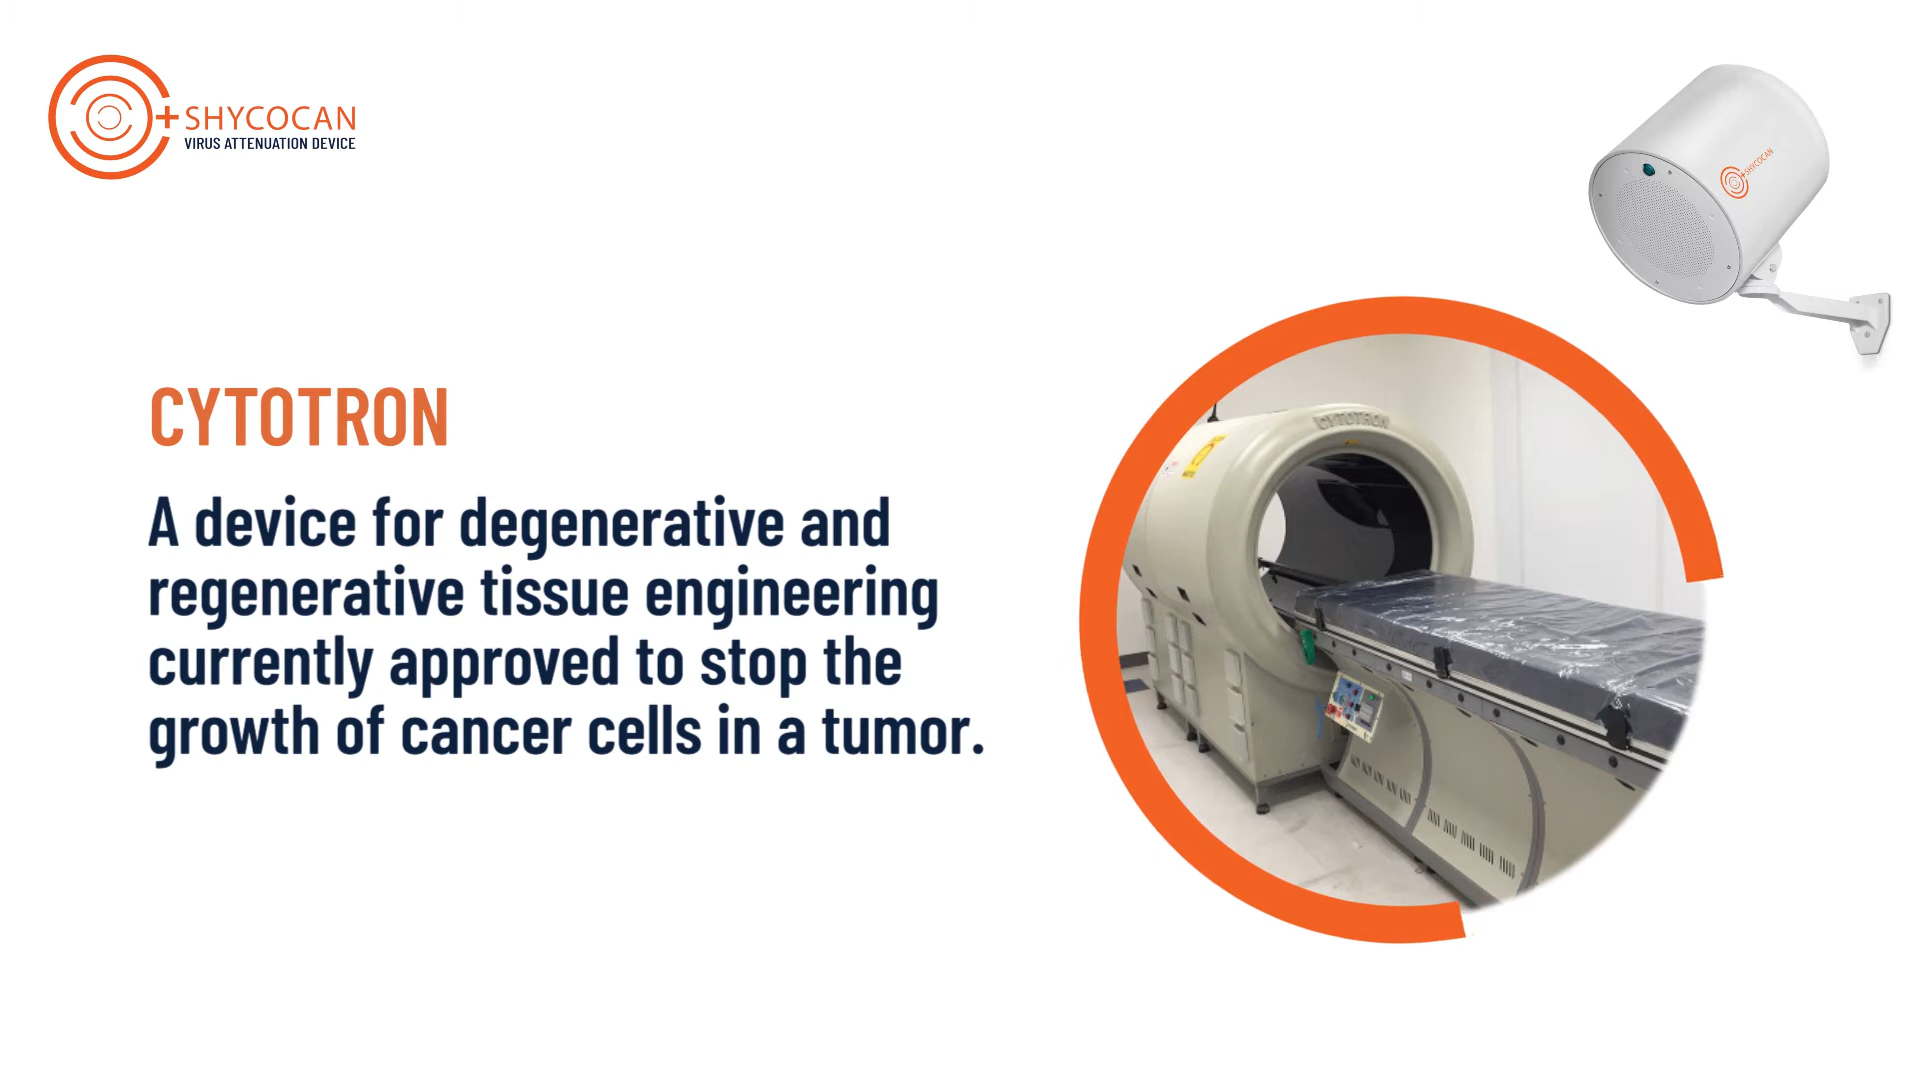 SHYCOCAN
VIRUS ATTENUATION DEVICE
SHYCOCAN
CYTOTRON
CYTOTRON
A device for degenerative and
regenerative tissue engineering
currently approved to stop the
growth of cancer cells in a tumor.